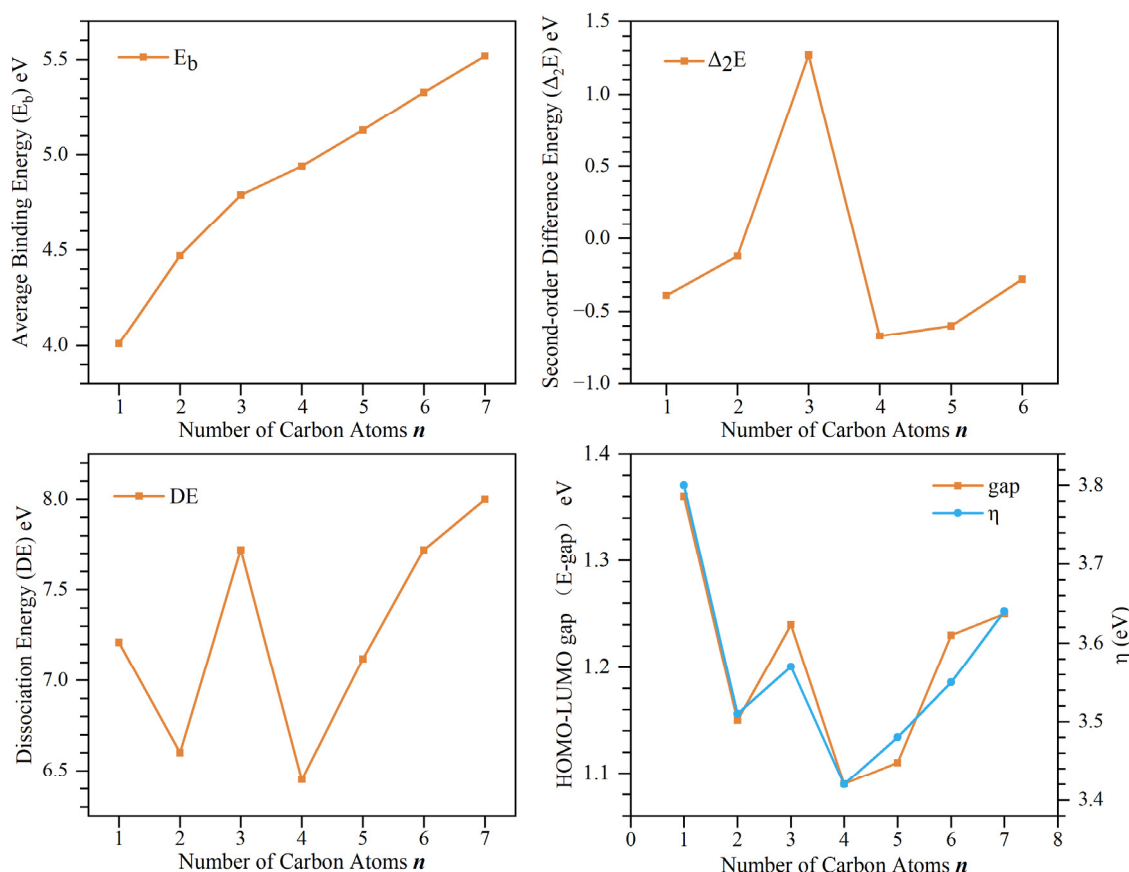 Average Binding Energy (E_b) eV
5.5
5.0
4.5
4.0
E_b
1 2 3 4 5 6 7
Number of Carbon Atoms n
Second-order Difference Energy (Δ₂E) eV
1.5
1.0
0.5
0.0
−0.5
−1.0
Δ₂E
1 2 3 4 5 6
Number of Carbon Atoms n
Dissociation Energy (DE) eV
8.0
7.5
7.0
6.5
DE
1 2 3 4 5 6 7
Number of Carbon Atoms n
HOMO-LUMO gap （E-gap） eV
1.4
1.3
1.2
1.1
gap
η
3.8
3.7
3.6
3.5
3.4
η (eV)
0 1 2 3 4 5 6 7 8
Number of Carbon Atoms n